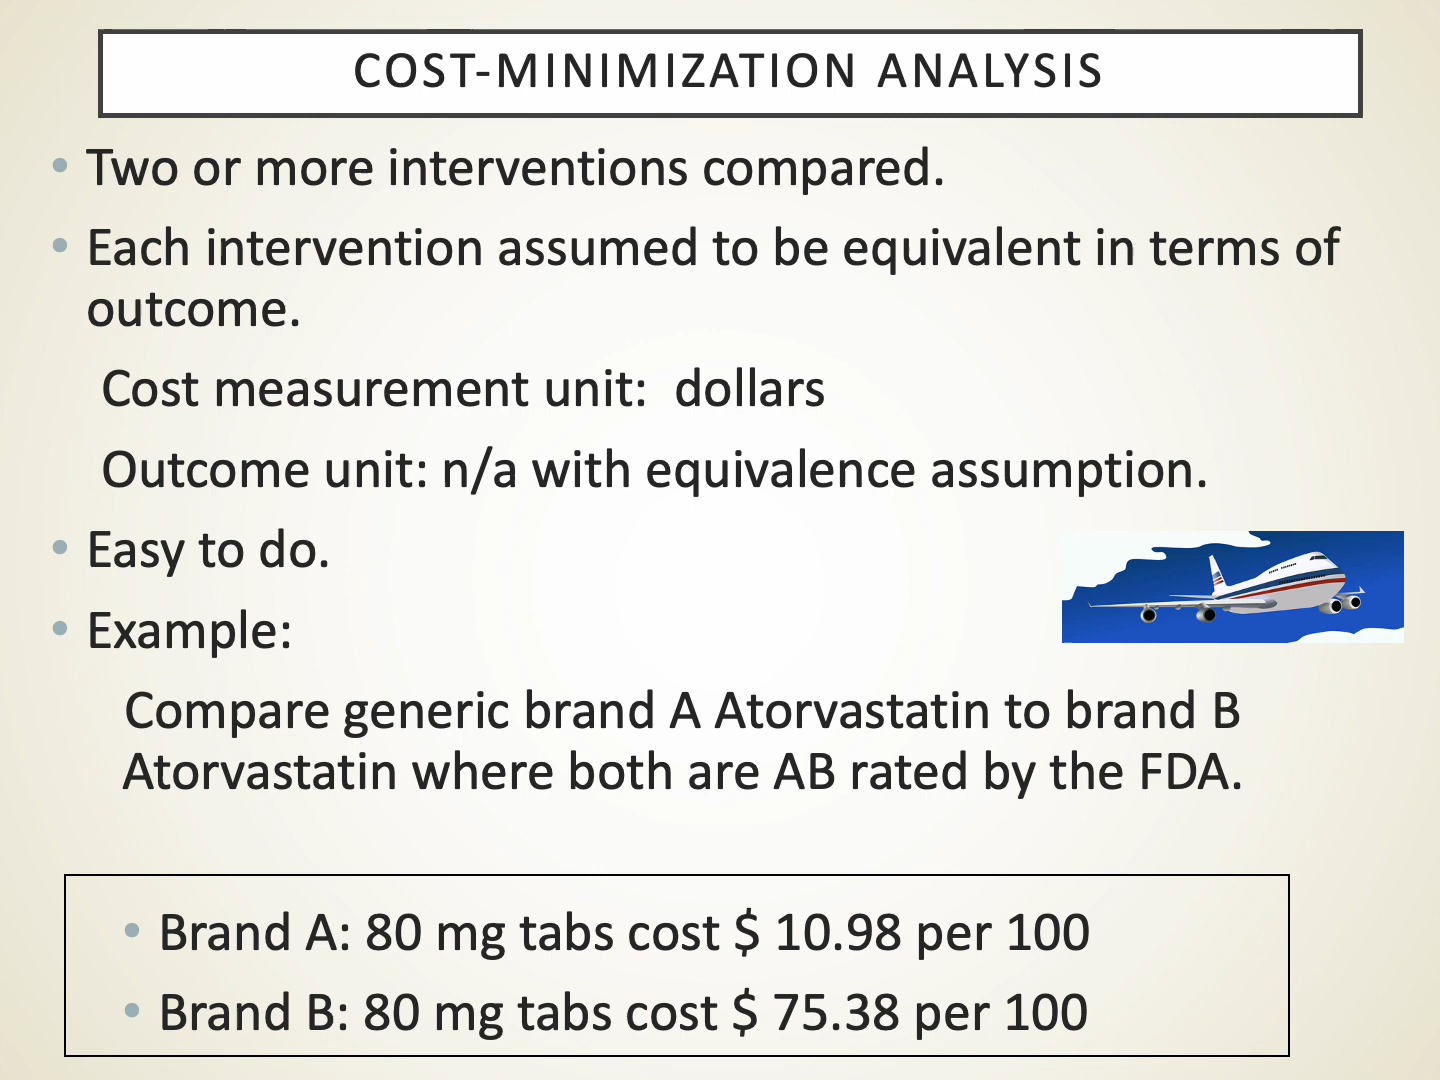 COST-MINIMIZATION ANALYSIS
• Two or more interventions compared.
• Each intervention assumed to be equivalent in terms of
outcome.
Cost measurement unit:  dollars
Outcome unit: n/a with equivalence assumption.
• Easy to do.
• Example:
Compare generic brand A Atorvastatin to brand B
Atorvastatin where both are AB rated by the FDA.
• Brand A: 80 mg tabs cost $ 10.98 per 100
• Brand B: 80 mg tabs cost $ 75.38 per 100